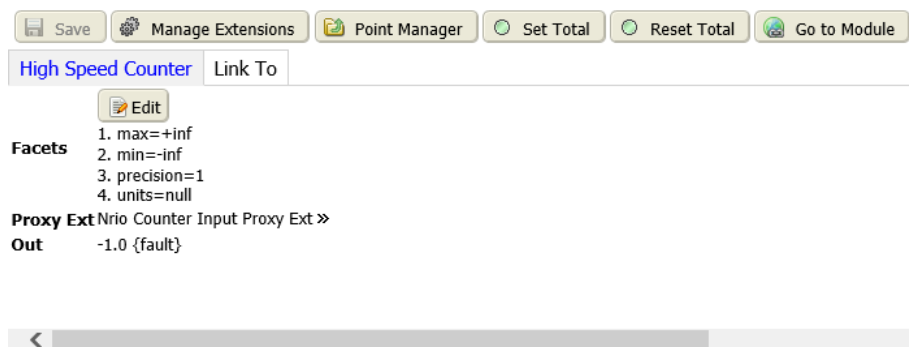 Save Manage Extensions Point Manager Set Total Reset Total Go to Module
High Speed Counter Link To
Edit
Facets
1. max=+inf
2. min=-inf
3. precision=1
4. units=null
Proxy Ext Nrio Counter Input Proxy Ext »
Out -1.0 {fault}